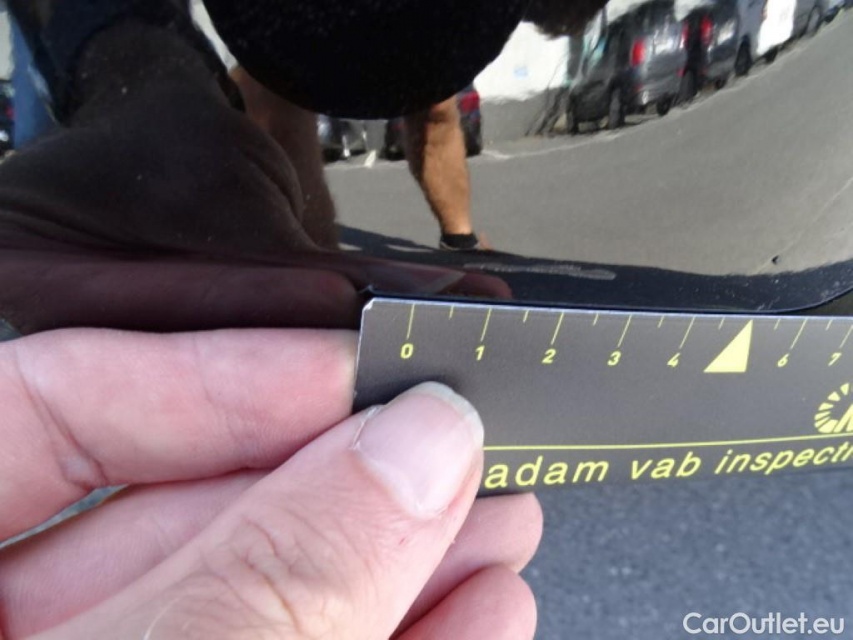 0 1 2 3 4 6 7
adam vab inspecti
CarOutlet.eu